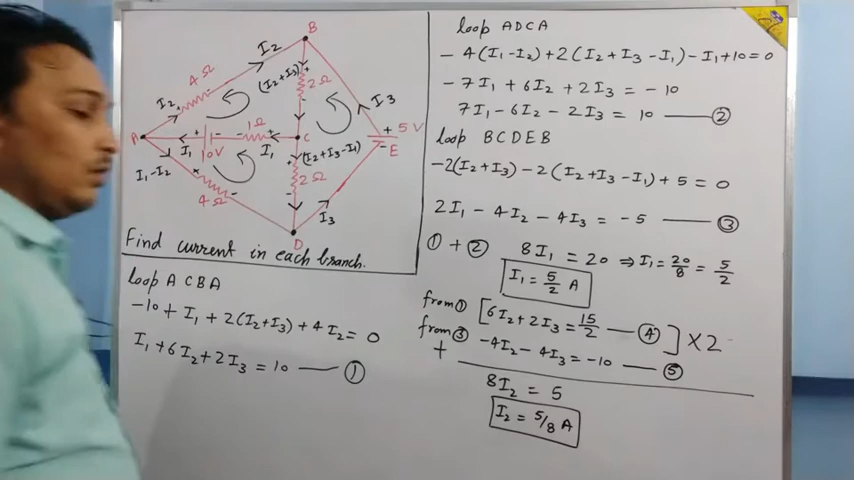 B
I₂
4Ω
(I₂+I₃)
+
2Ω
-
I₂
I₃
1Ω
+ 5V
A
+ - - +
C
-
E
I₁
10V
I₁
(I₂+I₃-I₁)
I₁-I₂
+
2Ω
-
4Ω
I₃
D
Find current in each branch.
loop A C B A
-10 + I₁ + 2(I₂+I₃) + 4I₂ = 0
I₁ + 6I₂ + 2I₃ = 10 —— ①
loop A D C A
- 4(I₁-I₂) + 2(I₂+I₃-I₁) - I₁ + 10 = 0
- 7I₁ + 6I₂ + 2I₃ = -10
7I₁ - 6I₂ - 2I₃ = 10 —— ②
loop B C D E B
-2(I₂+I₃) - 2(I₂+I₃-I₁) + 5 = 0
2I₁ - 4I₂ - 4I₃ = -5 —— ③
① + ② 8I₁ = 20 ⇒ I₁ = 20/8 = 5/2
I₁ = 5/2 A
from ① [6I₂ + 2I₃ = 15/2 —— ④ ] × 2
from ③ -4I₂ - 4I₃ = -10 —— ⑤
+
8I₂ = 5
I₂ = 5/8 A